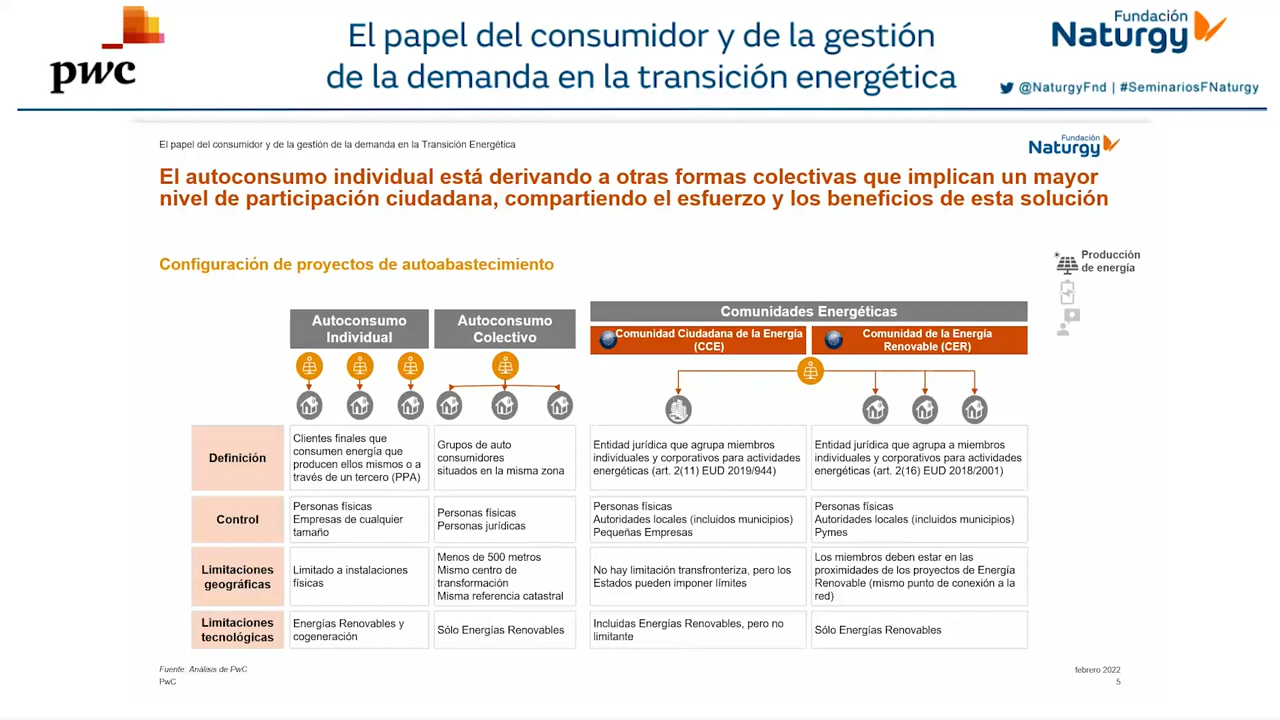 pwc
El papel del consumidor y de la gestión
de la demanda en la transición energética
Fundación
Naturgy
@NaturgyFnd | #SeminariosFNaturgy
El papel del consumidor y de la gestión de la demanda en la Transición Energética
Fundación
Naturgy
El autoconsumo individual está derivando a otras formas colectivas que implican un mayor
nivel de participación ciudadana, compartiendo el esfuerzo y los beneficios de esta solución
Configuración de proyectos de autoabastecimiento
Producción
de energía
Autoconsumo
Individual
Autoconsumo
Colectivo
Comunidades Energéticas
Comunidad Ciudadana de la Energía
(CCE)
Comunidad de la Energía
Renovable (CER)
Definición
Clientes finales que
consumen energía que
producen ellos mismos o a
través de un tercero (PPA)
Grupos de auto
consumidores
situados en la misma zona
Entidad jurídica que agrupa miembros
individuales y corporativos para actividades
energéticas (art. 2(11) EUD 2019/944)
Entidad jurídica que agrupa a miembros
individuales y corporativos para actividades
energéticas (art. 2(16) EUD 2018/2001)
Control
Personas físicas
Empresas de cualquier
tamaño
Personas físicas
Personas jurídicas
Personas físicas
Autoridades locales (incluidos municipios)
Pequeñas Empresas
Personas físicas
Autoridades locales (incluidos municipios)
Pymes
Limitaciones
geográficas
Limitado a instalaciones
físicas
Menos de 500 metros
Mismo centro de
transformación
Misma referencia catastral
No hay limitación transfronteriza, pero los
Estados pueden imponer límites
Los miembros deben estar en las
proximidades de los proyectos de Energía
Renovable (mismo punto de conexión a la
red)
Limitaciones
tecnológicas
Energías Renovables y
cogeneración
Sólo Energías Renovables
Incluidas Energías Renovables, pero no
limitante
Sólo Energías Renovables
Fuente: Análisis de PwC
PwC
febrero 2022
5